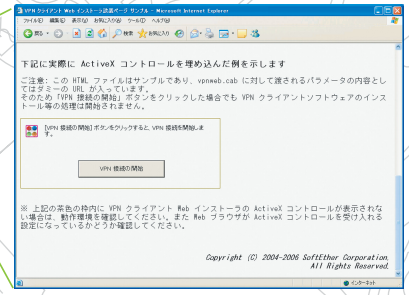 VPN クライアント Web インストーラ誘導ページ サンプル - Microsoft Internet Explorer
ファイル(F) 編集(E) 表示(V) お気に入り(A) ツール(T) ヘルプ(H)
戻る 検索 お気に入り
下記に実際に ActiveX コントロールを埋め込んだ例を示します
ご注意: この HTML ファイルはサンプルであり、vpnweb.cab に対して渡されるパラメータの内容とし
てはダミーの URL が入っています。
そのため「VPN 接続の開始」ボタンをクリックした場合でも VPN クライアントソフトウェアのインス
トール等の処理は開始されません。
[VPN 接続の開始] ボタンをクリックすると、VPN 接続を開始しま
す。
VPN 接続の開始
※ 上記の茶色の枠内に VPN クライアント Web インストーラの ActiveX コントロールが表示されな
い場合は、動作環境を確認してください。また Web ブラウザが ActiveX コントロールを受け入れる
設定になっているかどうか確認してください。
Copyright (C) 2004-2006 SoftEther Corporation.
All Rights Reserved.
インターネット